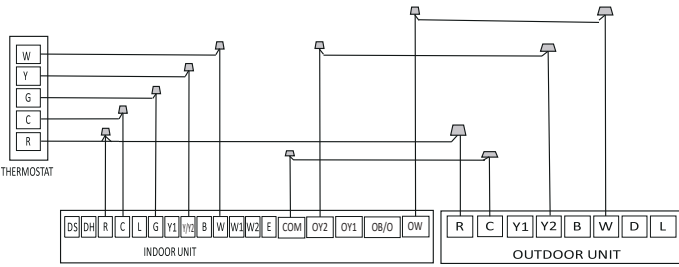 W
Y
G
C
R
THERMOSTAT
DS DH R C L G Y1 Y/Y2 B W W1 W2 E COM OY2 OY1 OB/O OW
INDOOR UNIT
R C Y1 Y2 B W D L
OUTDOOR UNIT